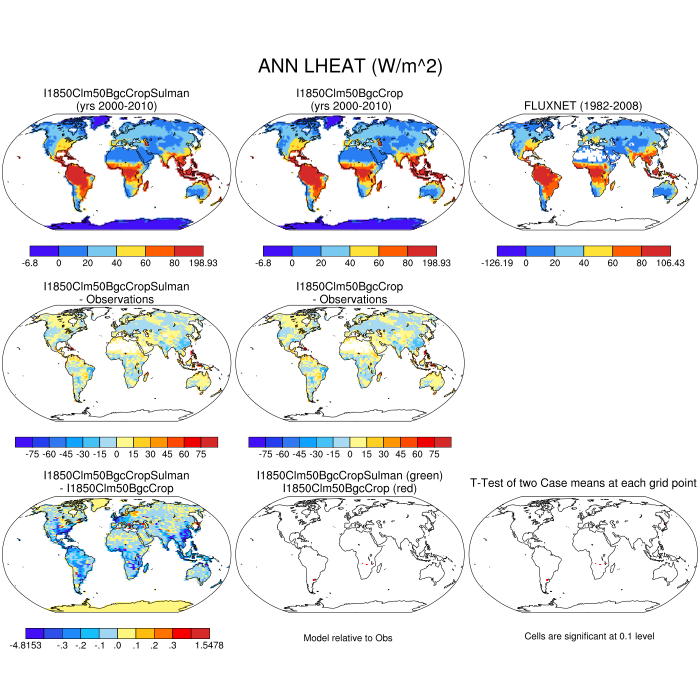 ANN LHEAT (W/m^2)
I1850Clm50BgcCropSulman
(yrs 2000-2010)
I1850Clm50BgcCrop
(yrs 2000-2010)
FLUXNET (1982-2008)
-6.8 0 20 40 60 80 198.93
-6.8 0 20 40 60 80 198.93
-126.19 0 20 40 60 80 106.43
I1850Clm50BgcCropSulman
- Observations
I1850Clm50BgcCrop
- Observations
-75 -60 -45 -30 -15 0 15 30 45 60 75
-75 -60 -45 -30 -15 0 15 30 45 60 75
I1850Clm50BgcCropSulman
- I1850Clm50BgcCrop
I1850Clm50BgcCropSulman (green)
I1850Clm50BgcCrop (red)
T-Test of two Case means at each grid point
-4.8153 -.3 -.2 -.1 .0 .1 .2 .3 1.5478
Model relative to Obs
Cells are significant at 0.1 level